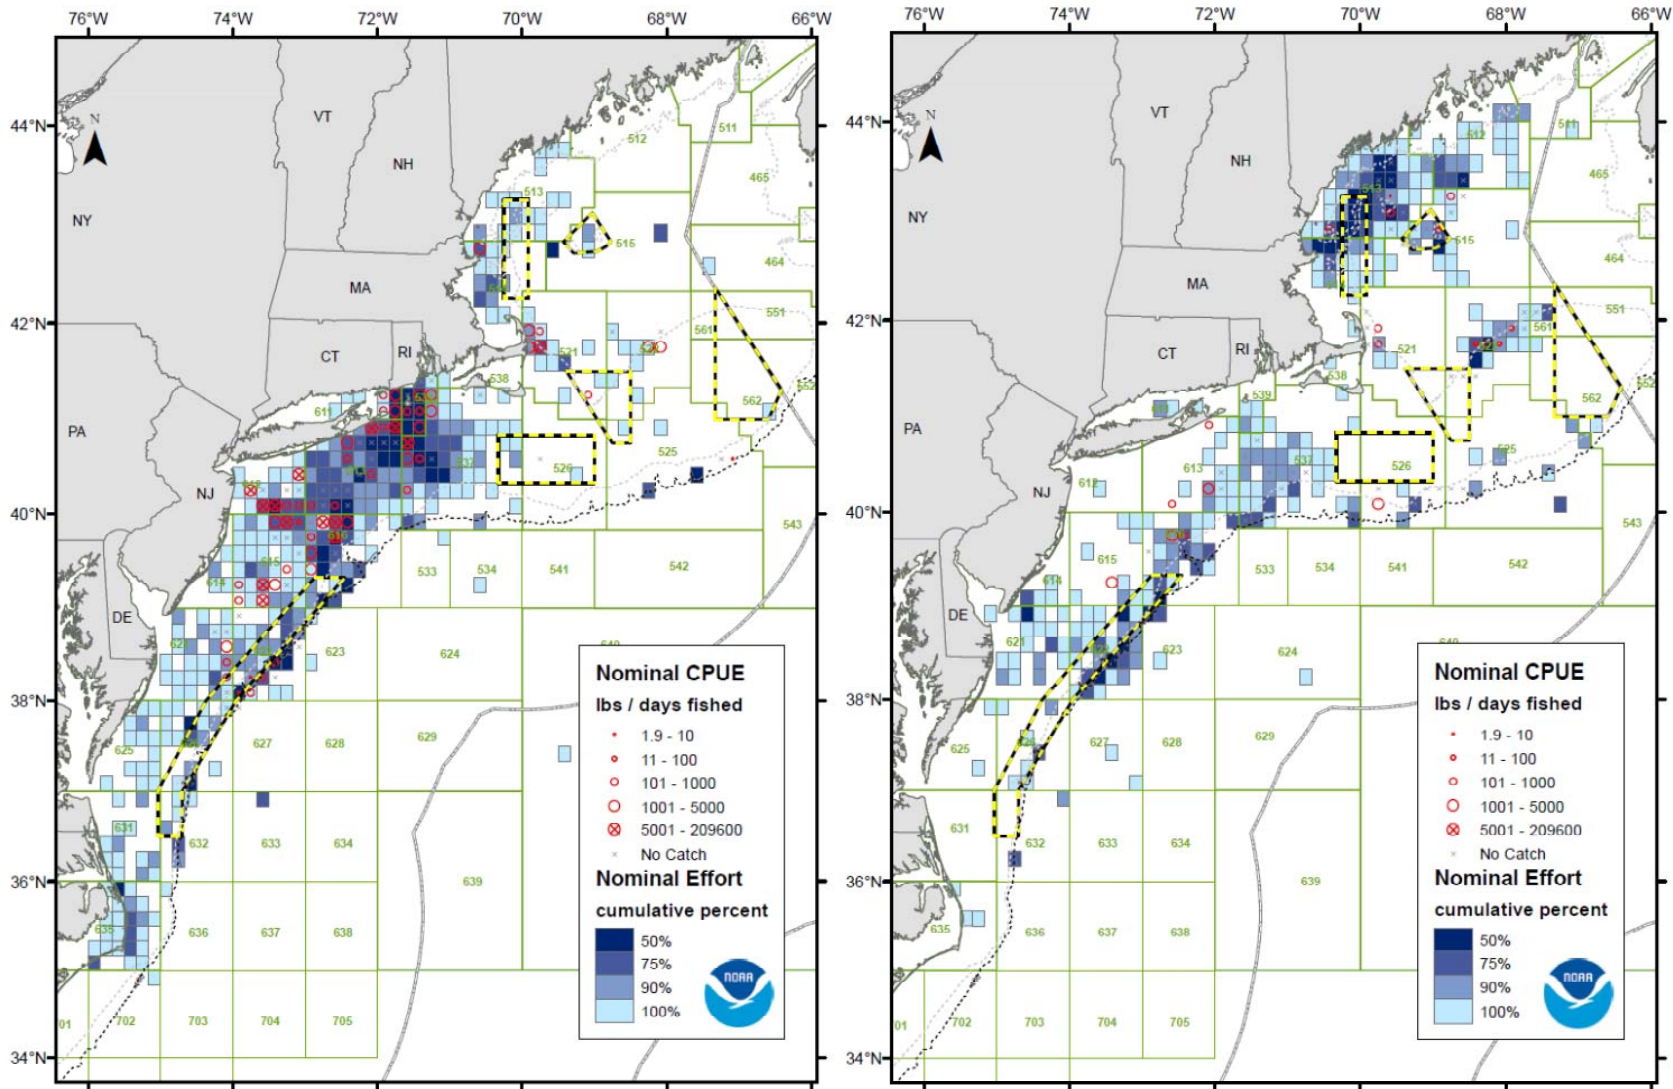 76°W 74°W 72°W 70°W 68°W 66°W
44°N
42°N
40°N
38°N
36°N
34°N
N
VT
NH
NY
MA
CT
RI
PA
NJ
DE
511
512
513
465
515
464
551
561
521
562
538
611
537
526
525
612
615
614
533
534
541
542
543
621
623
624
625
627
628
629
631
632
633
634
635
636
637
638
639
702
703
704
705
Nominal CPUE
lbs / days fished
1.9 - 10
11 - 100
101 - 1000
1001 - 5000
5001 - 209600
No Catch
Nominal Effort
cumulative percent
50%
75%
90%
100%
NOAA
76°W 74°W 72°W 70°W 68°W 66°W
44°N
42°N
40°N
38°N
36°N
34°N
N
VT
NH
NY
MA
CT
RI
PA
NJ
DE
511
512
513
465
515
464
551
561
521
562
538
539
613
537
526
525
612
615
614
533
534
541
542
543
621
623
624
625
627
628
629
631
632
633
634
635
636
637
638
639
702
703
704
705
Nominal CPUE
lbs / days fished
1.9 - 10
11 - 100
101 - 1000
1001 - 5000
5001 - 209600
No Catch
Nominal Effort
cumulative percent
50%
75%
90%
100%
NOAA